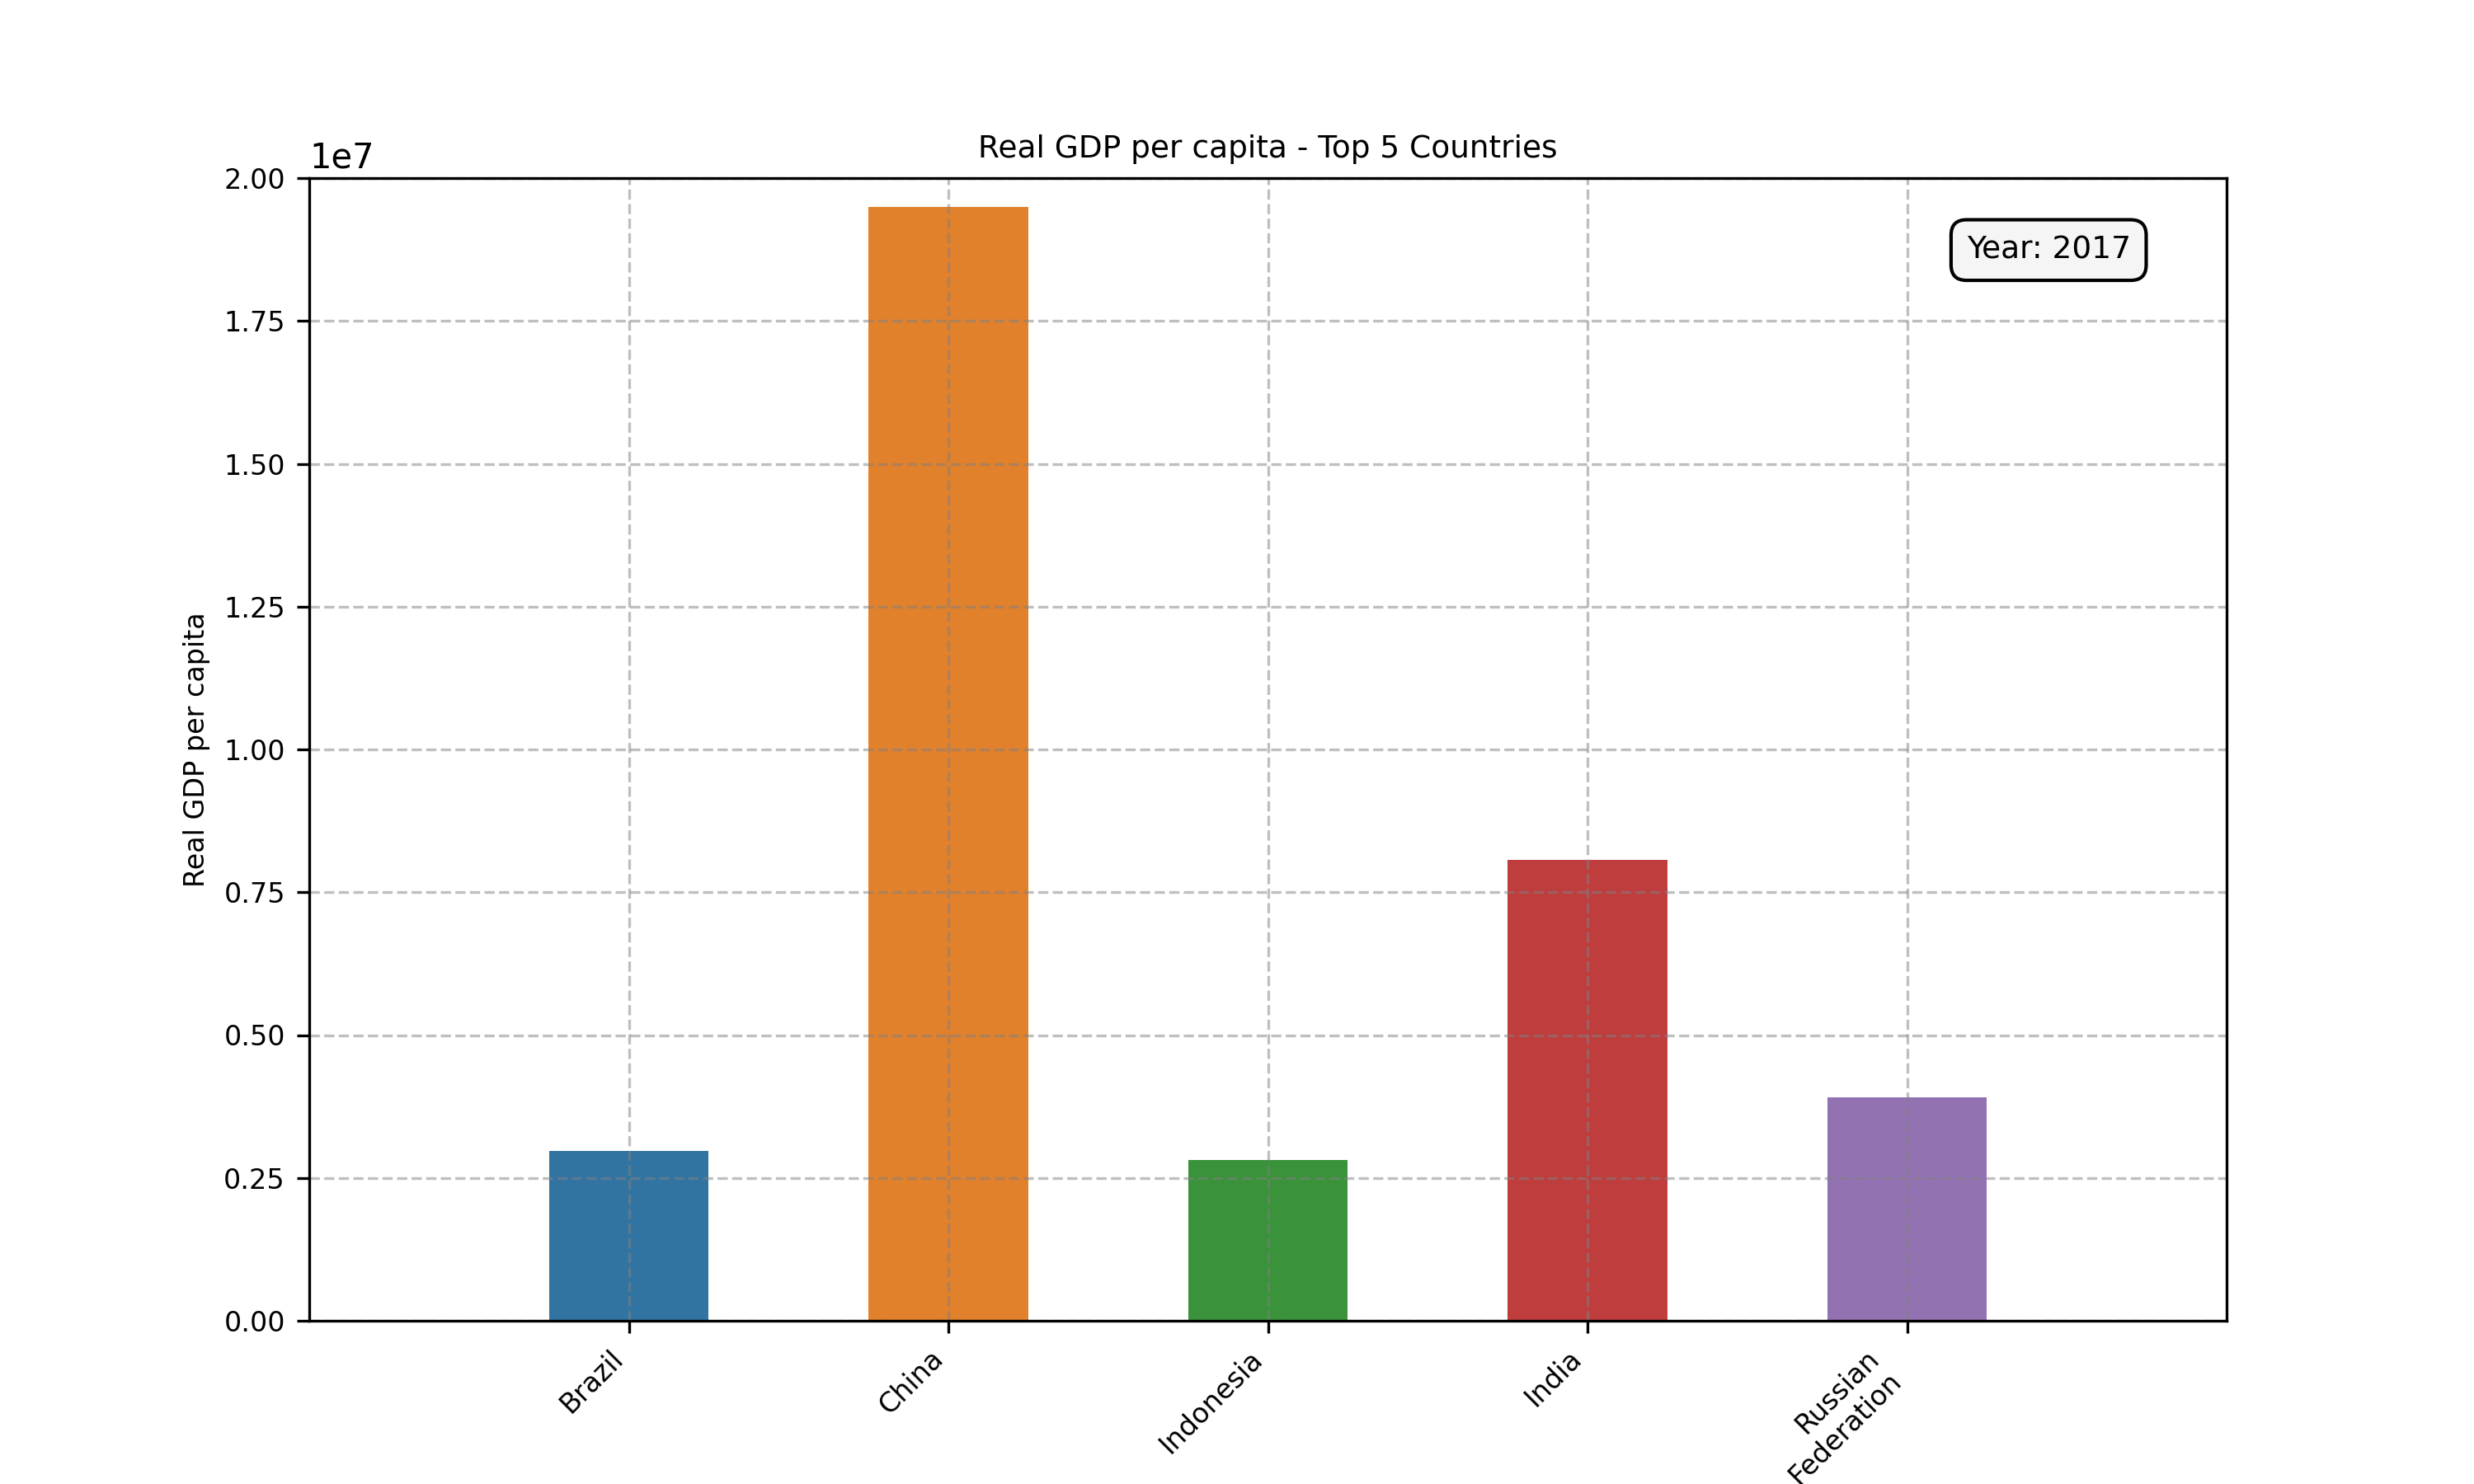 Real GDP per capita - Top 5 Countries
1e7
2.00
1.75
1.50
1.25
1.00
0.75
0.50
0.25
0.00
Real GDP per capita
Year: 2017
Brazil
China
Indonesia
India
Russian
Federation